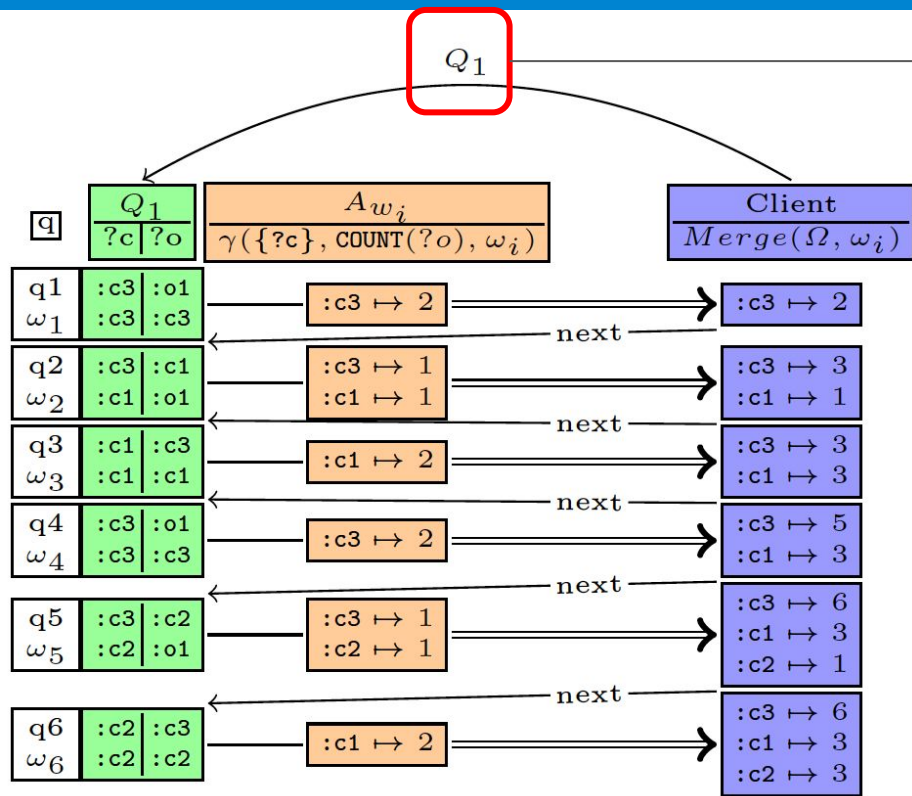 Q1
q
Q1
?c ?o
A w i
γ({?c}, COUNT(?o), ωi)
Client
Merge(Ω, ωi)
q1
ω1
:c3 :o1
:c3 :c3
:c3 ↦ 2
:c3 ↦ 2
next
q2
ω2
:c3 :c1
:c1 :o1
:c3 ↦ 1
:c1 ↦ 1
:c3 ↦ 3
:c1 ↦ 1
next
q3
ω3
:c1 :c3
:c1 :c1
:c1 ↦ 2
:c3 ↦ 3
:c1 ↦ 3
next
q4
ω4
:c3 :o1
:c3 :c3
:c3 ↦ 2
:c3 ↦ 5
:c1 ↦ 3
next
q5
ω5
:c3 :c2
:c2 :o1
:c3 ↦ 1
:c2 ↦ 1
:c3 ↦ 6
:c1 ↦ 3
:c2 ↦ 1
next
q6
ω6
:c2 :c3
:c2 :c2
:c1 ↦ 2
:c3 ↦ 6
:c1 ↦ 3
:c2 ↦ 3